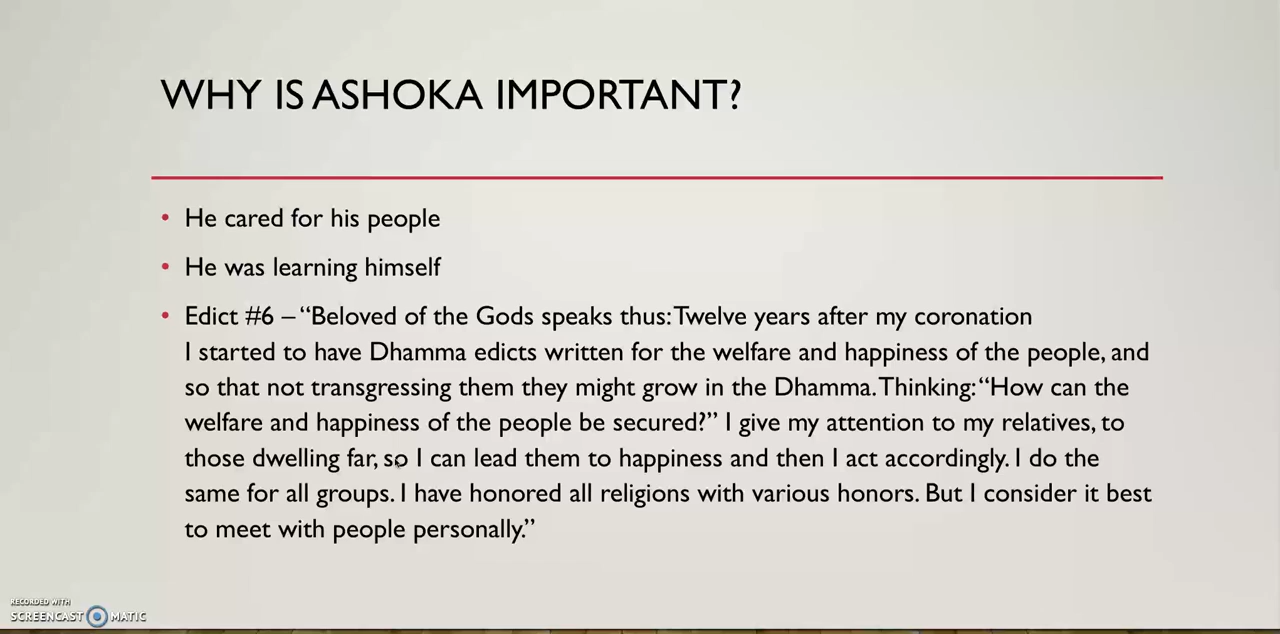 WHY IS ASHOKA IMPORTANT?
• He cared for his people
• He was learning himself
• Edict #6 – “Beloved of the Gods speaks thus: Twelve years after my coronation
I started to have Dhamma edicts written for the welfare and happiness of the people, and
so that not transgressing them they might grow in the Dhamma. Thinking: “How can the
welfare and happiness of the people be secured?” I give my attention to my relatives, to
those dwelling far, so I can lead them to happiness and then I act accordingly. I do the
same for all groups. I have honored all religions with various honors. But I consider it best
to meet with people personally.”
RECORDED WITH
SCREENCAST MATIC